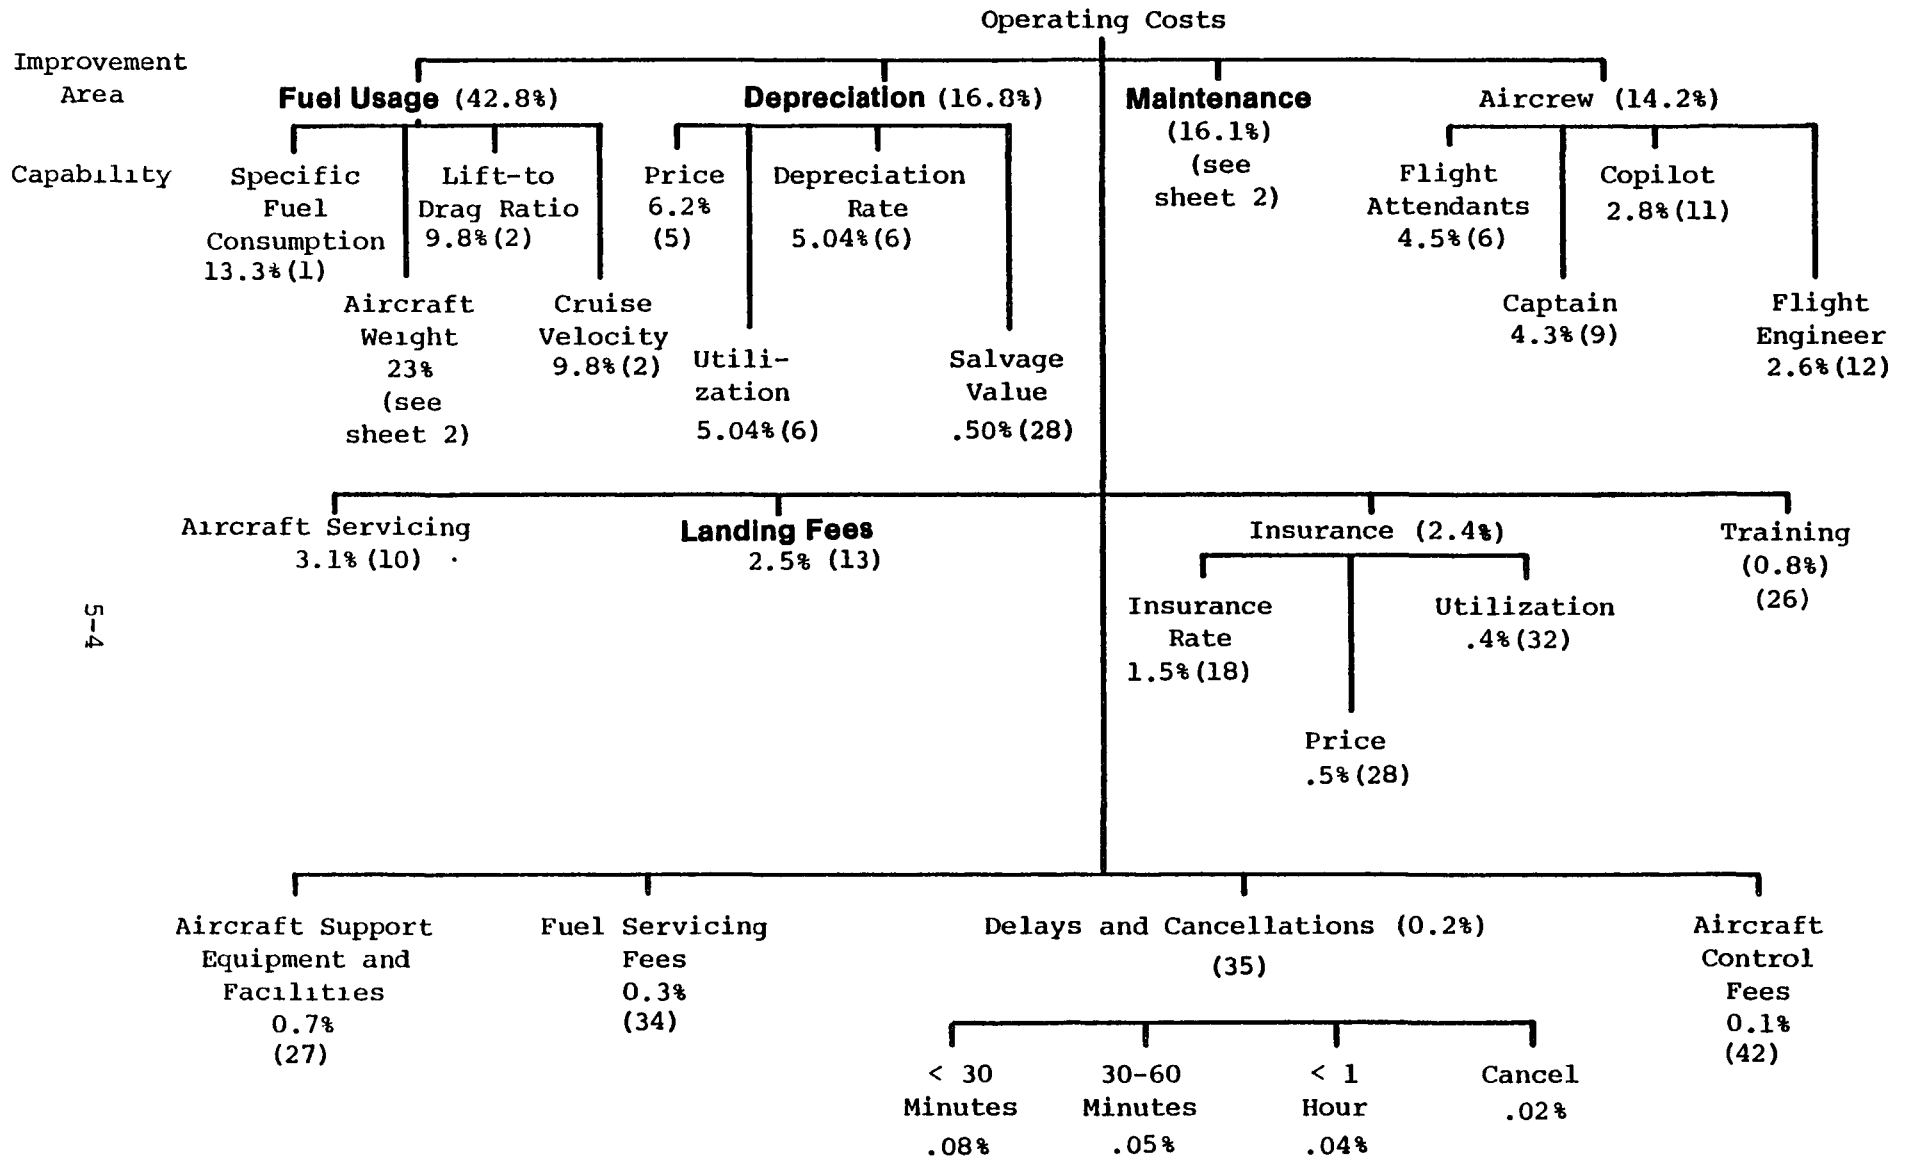 Operating Costs
Improvement
Area
Fuel Usage (42.8%)
Depreciation (16.8%)
Maintenance
(16.1%)
(see
sheet 2)
Aircrew (14.2%)
Capability
Specific
Fuel
Consumption
13.3%(1)
Aircraft
Weight
23%
(see
sheet 2)
Lift-to
Drag Ratio
9.8%(2)
Cruise
Velocity
9.8%(2)
Price
6.2%
(5)
Utili-
zation
5.04%(6)
Depreciation
Rate
5.04%(6)
Salvage
Value
.50%(28)
Flight
Attendants
4.5%(6)
Captain
4.3%(9)
Copilot
2.8%(11)
Flight
Engineer
2.6%(12)
Aircraft Servicing
3.1%(10)
Landing Fees
2.5% (13)
Insurance (2.4%)
Insurance
Rate
1.5%(18)
Price
.5%(28)
Utilization
.4%(32)
Training
(0.8%)
(26)
5-4
Aircraft Support
Equipment and
Facilities
0.7%
(27)
Fuel Servicing
Fees
0.3%
(34)
Delays and Cancellations (0.2%)
(35)
< 30
Minutes
.08%
30-60
Minutes
.05%
< 1
Hour
.04%
Cancel
.02%
Aircraft
Control
Fees
0.1%
(42)